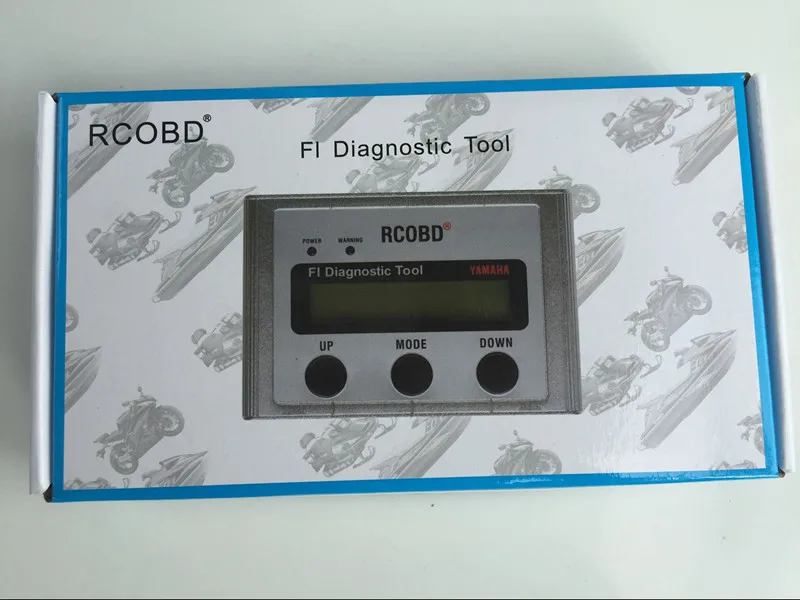 RCOBD®
FI Diagnostic Tool
RCOBD®
POWER WARNING
FI Diagnostic Tool YAMAHA
UP MODE DOWN